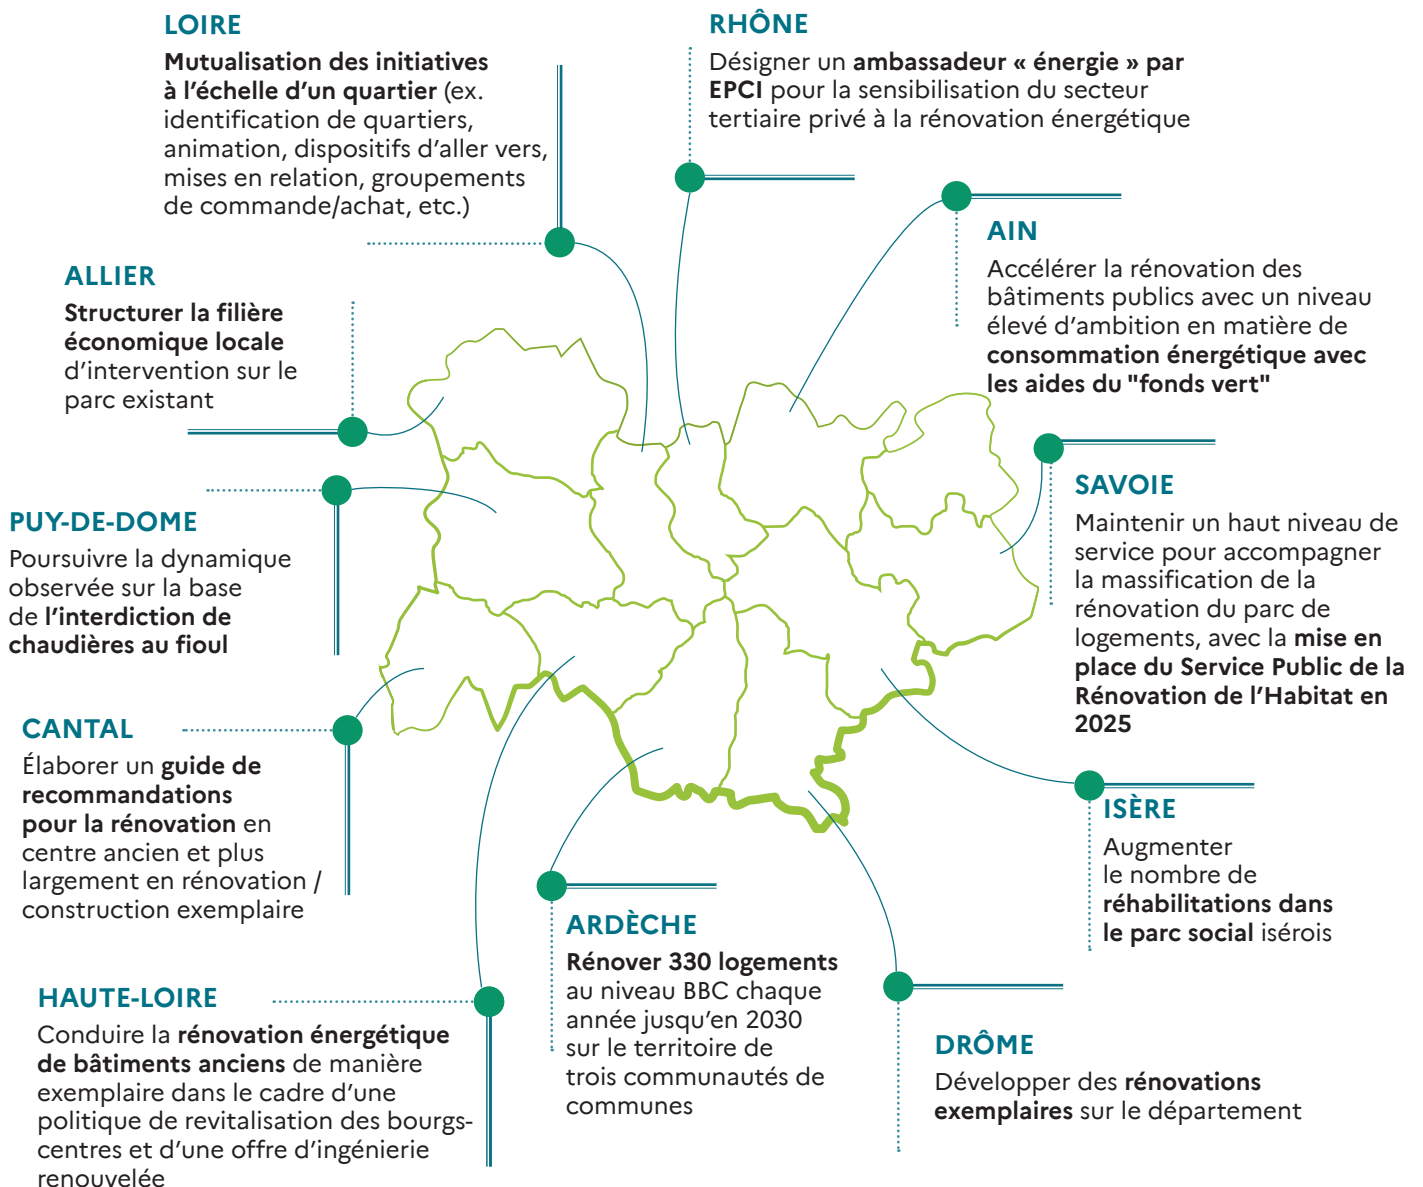 LOIRE
Mutualisation des initiatives
à l’échelle d’un quartier (ex.
identification de quartiers,
animation, dispositifs d’aller vers,
mises en relation, groupements
de commande/achat, etc.)
RHÔNE
Désigner un ambassadeur « énergie » par
EPCI pour la sensibilisation du secteur
tertiaire privé à la rénovation énergétique
AIN
Accélérer la rénovation des
bâtiments publics avec un niveau
élevé d’ambition en matière de
consommation énergétique avec
les aides du "fonds vert"
ALLIER
Structurer la filière
économique locale
d’intervention sur le
parc existant
SAVOIE
Maintenir un haut niveau de
service pour accompagner
la massification de la
rénovation du parc de
logements, avec la mise en
place du Service Public de la
Rénovation de l’Habitat en
2025
PUY-DE-DOME
Poursuivre la dynamique
observée sur la base
de l’interdiction de
chaudières au fioul
CANTAL
Élaborer un guide de
recommandations
pour la rénovation en
centre ancien et plus
largement en rénovation /
construction exemplaire
ISÈRE
Augmenter
le nombre de
réhabilitations dans
le parc social isérois
ARDÈCHE
Rénover 330 logements
au niveau BBC chaque
année jusqu’en 2030
sur le territoire de
trois communautés de
communes
HAUTE-LOIRE
Conduire la rénovation énergétique
de bâtiments anciens de manière
exemplaire dans le cadre d’une
politique de revitalisation des bourgs-
centres et d’une offre d’ingénierie
renouvelée
DRÔME
Développer des rénovations
exemplaires sur le département